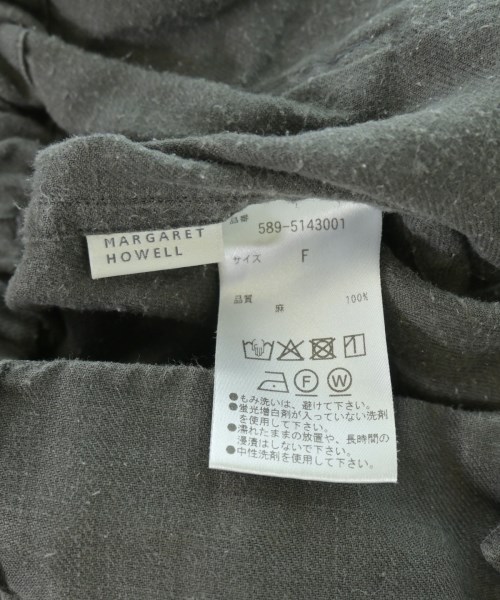 MARGARET
HOWELL
品番 589-5143001
サイズ F
品質 麻 100%
F W
●もみ洗いは、避けて下さい。
●蛍光増白剤が入っていない洗剤
を使用して下さい。
●濡れたままの放置や、長時間の
浸漬はしないで下さい。
●中性洗剤を使用して下さい。